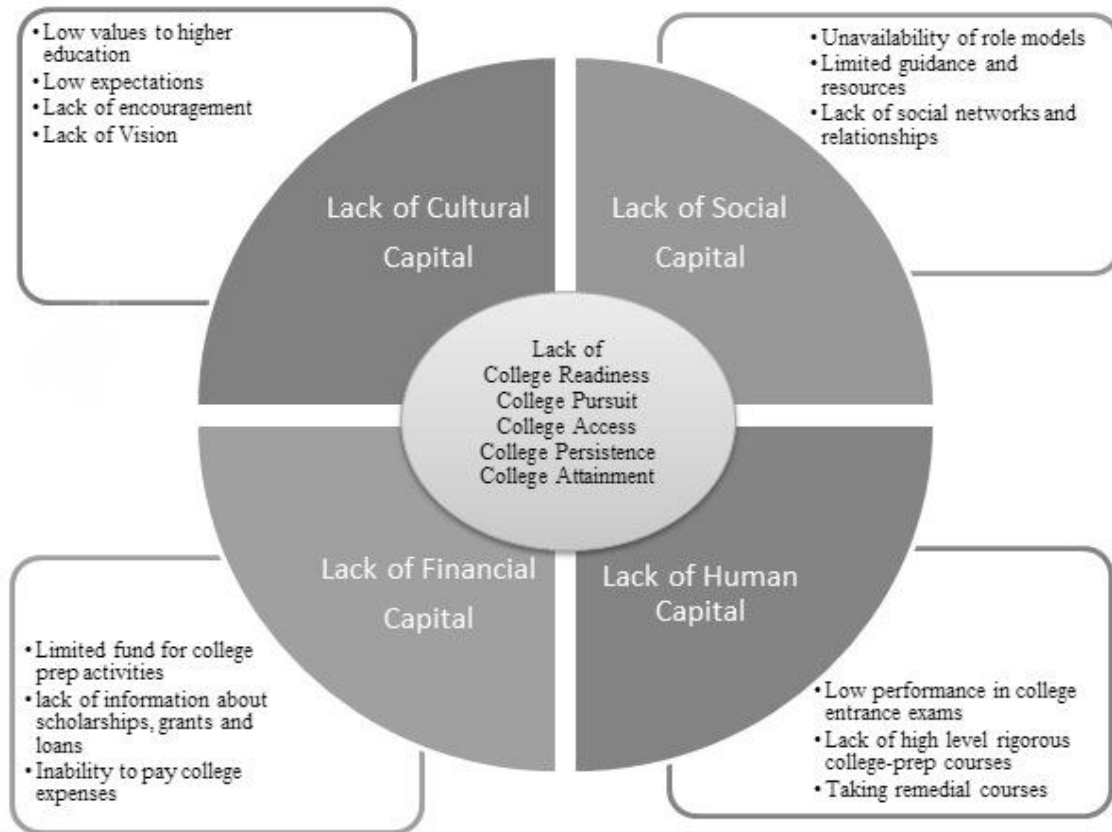 • Low values to higher
education
• Low expectations
• Lack of encouragement
• Lack of Vision
• Unavailability of role models
• Limited guidance and
resources
• Lack of social networks and
relationships
Lack of Cultural
Capital
Lack of Social
Capital
Lack of
College Readiness
College Pursuit
College Access
College Persistence
College Attainment
Lack of Financial
Capital
Lack of Human
Capital
• Limited fund for college
prep activities
• lack of information about
scholarships, grants and
loans
• Inability to pay college
expenses
• Low performance in college
entrance exams
• Lack of high level rigorous
college-prep courses
• Taking remedial courses